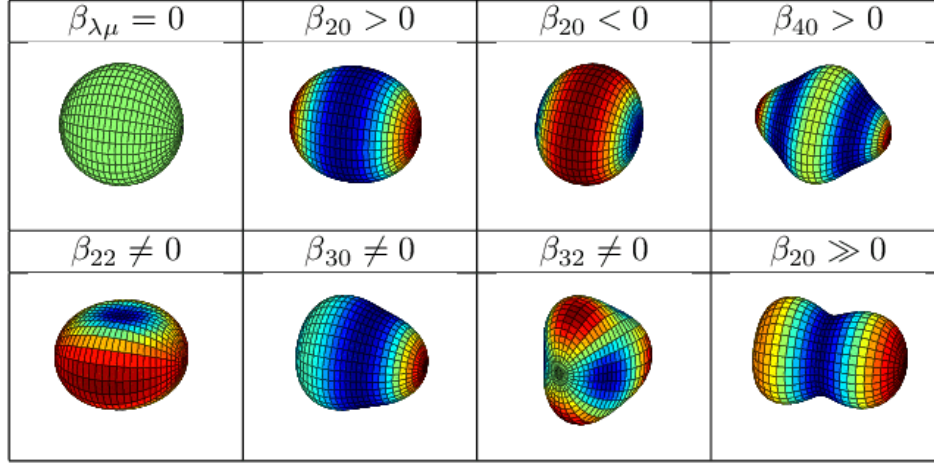 β_{λμ} = 0 β_{20} > 0 β_{20} < 0 β_{40} > 0
β_{22} ≠ 0 β_{30} ≠ 0 β_{32} ≠ 0 β_{20} ≫ 0